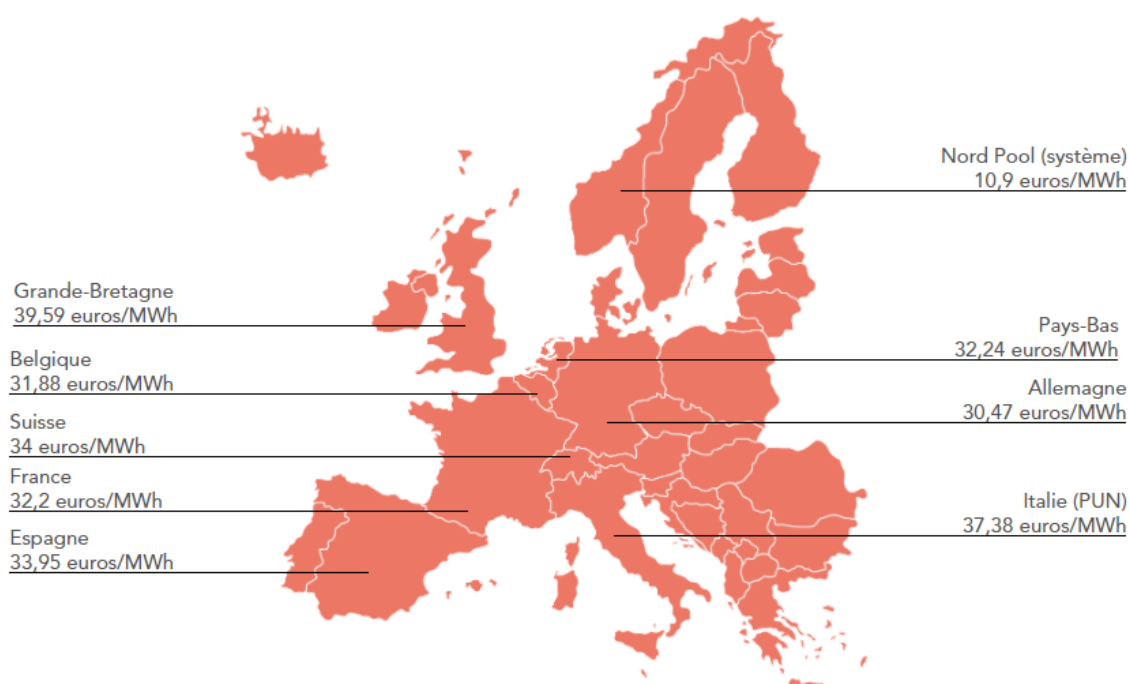 Nord Pool (système)
10,9 euros/MWh
Grande-Bretagne
39,59 euros/MWh
Pays-Bas
32,24 euros/MWh
Belgique
31,88 euros/MWh
Allemagne
30,47 euros/MWh
Suisse
34 euros/MWh
France
32,2 euros/MWh
Italie (PUN)
37,38 euros/MWh
Espagne
33,95 euros/MWh